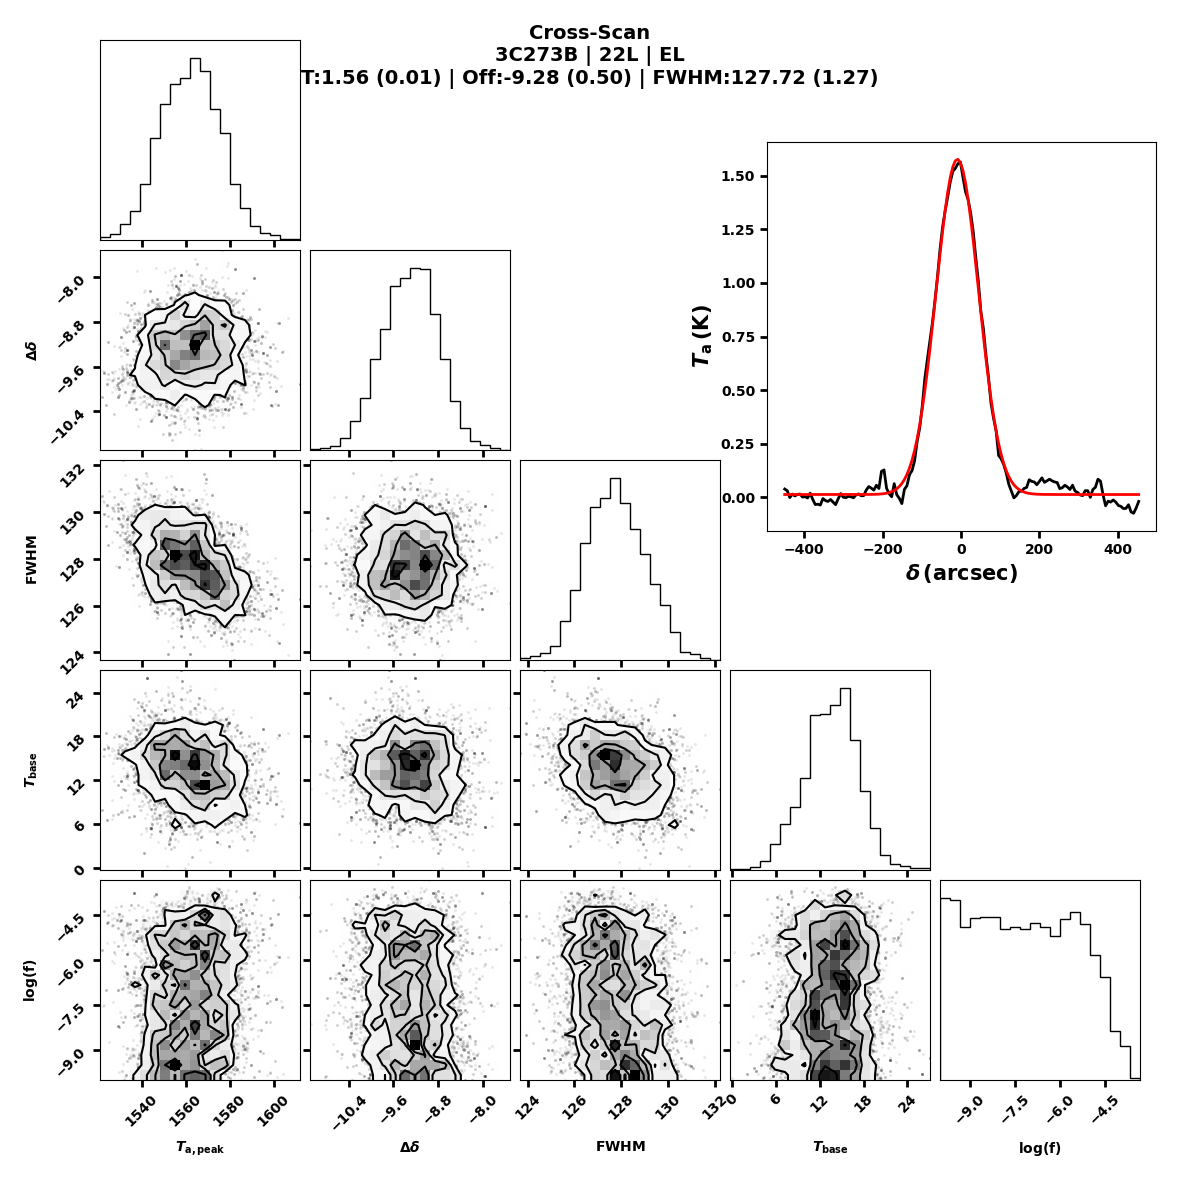 Cross-Scan
3C273B | 22L | EL
T:1.56 (0.01) | Off:-9.28 (0.50) | FWHM:127.72 (1.27)
1.50
1.25
1.00
0.75
0.50
0.25
0.00
Ta (K)
−400 −200 0 200 400
δ (arcsec)
−8.0
−8.8
−9.6
−10.4
Δδ
132
130
128
126
124
FWHM
24
18
12
6
0
Tbase
−4.5
−6.0
−7.5
−9.0
log(f)
1540 1560 1580 1600
−10.4 −9.6 −8.8 −8.0
124 126 128 130 132
0 6 12 18 24
−9.0 −7.5 −6.0 −4.5
Ta,peak Δδ FWHM Tbase log(f)